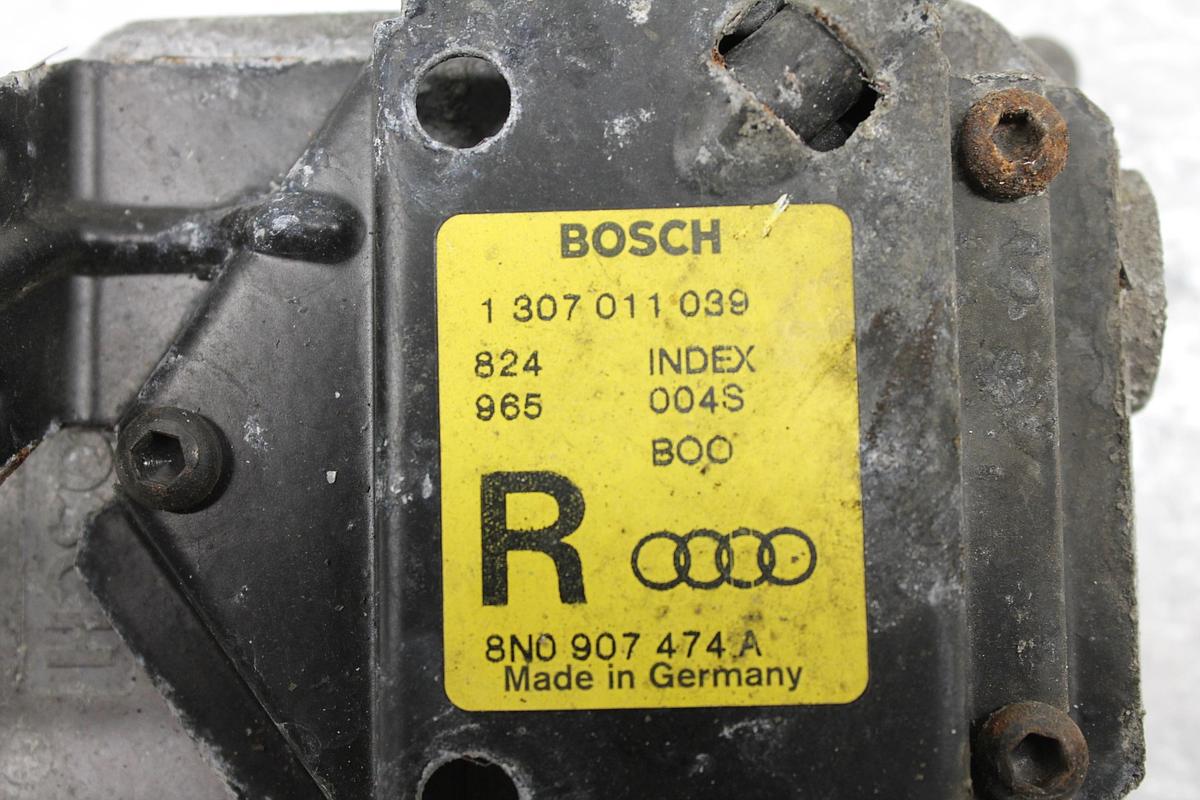 BOSCH
1 307 011 039
824 INDEX
965 004S
BOO
R
8N0 907 474 A
Made in Germany